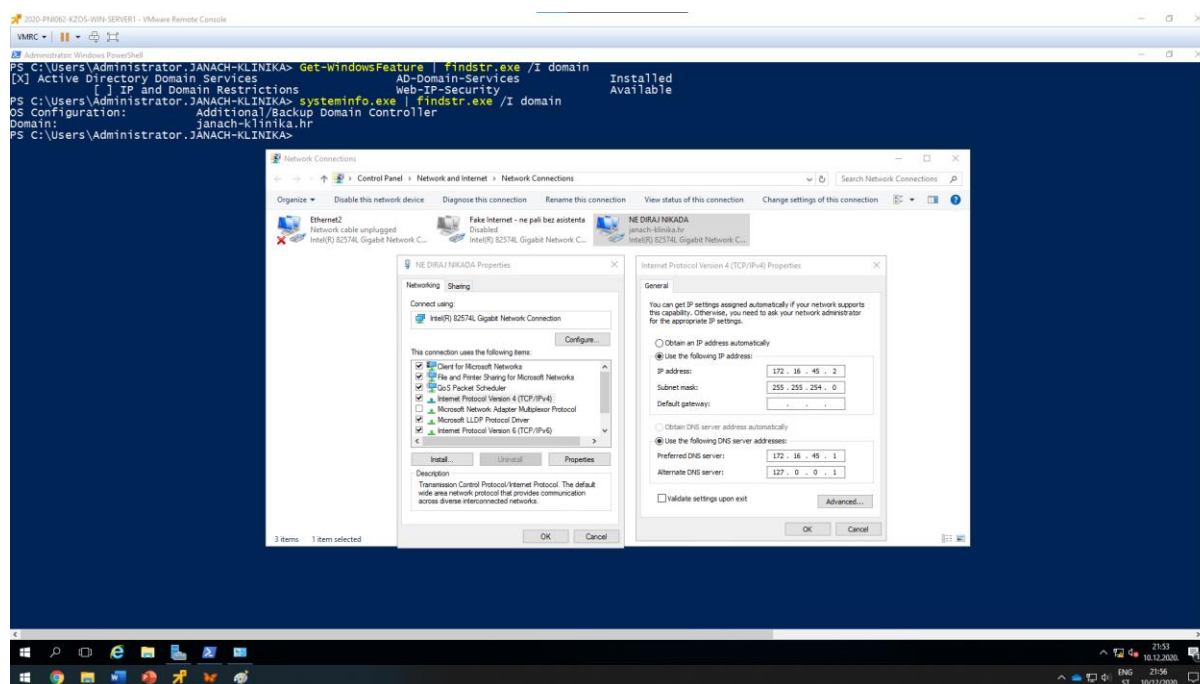 2020-PNI062-KZOS-WIN-SERVER1 - VMware Remote Console
VMRC
Administrator: Windows PowerShell
PS C:\Users\Administrator.JANACH-KLINIKA> Get-WindowsFeature | findstr.exe /I domain
[X] Active Directory Domain Services AD-Domain-Services Installed
[ ] IP and Domain Restrictions Web-IP-Security Available
PS C:\Users\Administrator.JANACH-KLINIKA> systeminfo.exe | findstr.exe /I domain
OS Configuration: Additional/Backup Domain Controller
Domain: janach-klinika.hr
PS C:\Users\Administrator.JANACH-KLINIKA>
Network Connections
Control Panel > Network and Internet > Network Connections
Search Network Connections
Organize Disable this network device Diagnose this connection Rename this connection View status of this connection Change settings of this connection
Ethernet2
Network cable unplugged
Intel(R) 82574L Gigabit Network C...
Fake Internet - ne pali bez asistenta
Disabled
Intel(R) 82574L Gigabit Network C...
NE DIRAJ NIKADA
janach-klinika.hr
Intel(R) 82574L Gigabit Network C...
NE DIRAJ NIKADA Properties
Networking Sharing
Connect using:
Intel(R) 82574L Gigabit Network Connection
Configure...
This connection uses the following items:
Client for Microsoft Networks
File and Printer Sharing for Microsoft Networks
QoS Packet Scheduler
Internet Protocol Version 4 (TCP/IPv4)
Microsoft Network Adapter Multiplexor Protocol
Microsoft LLDP Protocol Driver
Internet Protocol Version 6 (TCP/IPv6)
Install... Uninstall Properties
Description
Transmission Control Protocol/Internet Protocol. The default
wide area network protocol that provides communication
across diverse interconnected networks.
OK Cancel
Internet Protocol Version 4 (TCP/IPv4) Properties
General
You can get IP settings assigned automatically if your network supports
this capability. Otherwise, you need to ask your network administrator
for the appropriate IP settings.
Obtain an IP address automatically
Use the following IP address:
IP address: 172 . 16 . 45 . 2
Subnet mask: 255 . 255 . 254 . 0
Default gateway: . . .
Obtain DNS server address automatically
Use the following DNS server addresses:
Preferred DNS server: 172 . 16 . 45 . 1
Alternate DNS server: 127 . 0 . 0 . 1
Validate settings upon exit
Advanced...
OK Cancel
3 items 1 item selected
21:53
10.12.2020.
ENG 21:56
ST 10/12/2020